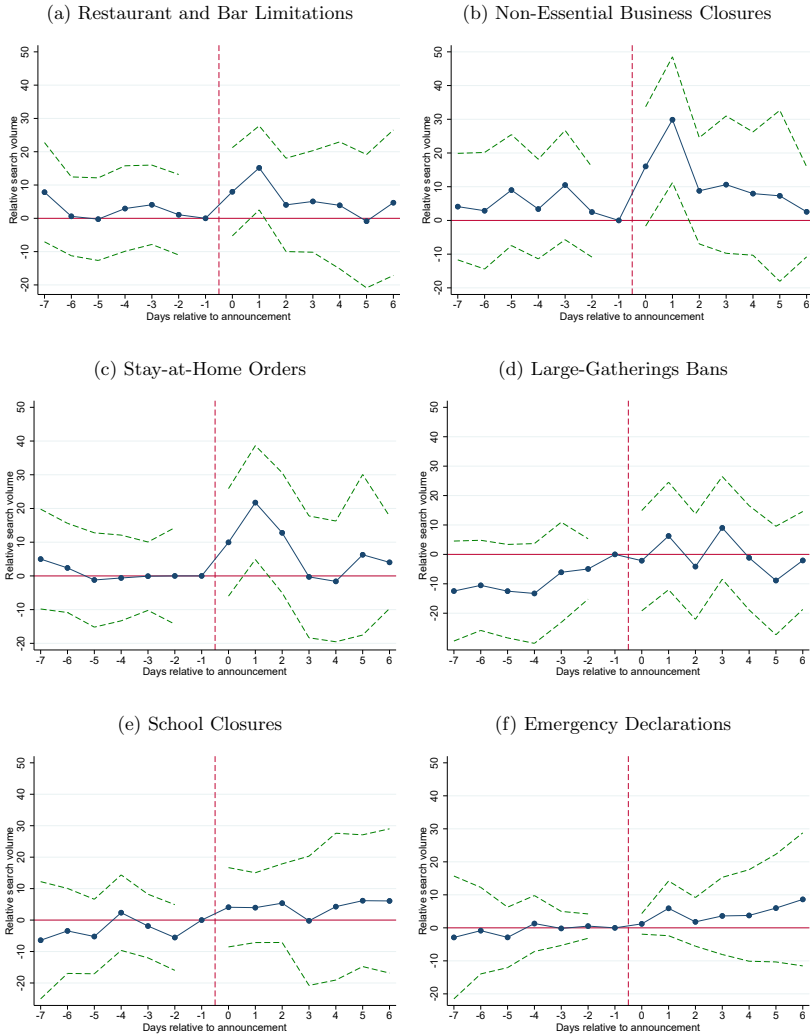 (a) Restaurant and Bar Limitations
50
40
30
20
10
0
-10
-20
Relative search volume
-7 -6 -5 -4 -3 -2 -1 0 1 2 3 4 5 6
Days relative to announcement
(b) Non-Essential Business Closures
50
40
30
20
10
0
-10
-20
Relative search volume
-7 -6 -5 -4 -3 -2 -1 0 1 2 3 4 5 6
Days relative to announcement
(c) Stay-at-Home Orders
50
40
30
20
10
0
-10
-20
Relative search volume
-7 -6 -5 -4 -3 -2 -1 0 1 2 3 4 5 6
Days relative to announcement
(d) Large-Gatherings Bans
50
40
30
20
10
0
-10
-20
Relative search volume
-7 -6 -5 -4 -3 -2 -1 0 1 2 3 4 5 6
Days relative to announcement
(e) School Closures
50
40
30
20
10
0
-10
-20
Relative search volume
-7 -6 -5 -4 -3 -2 -1 0 1 2 3 4 5 6
Days relative to announcement
(f) Emergency Declarations
50
40
30
20
10
0
-10
-20
Relative search volume
-7 -6 -5 -4 -3 -2 -1 0 1 2 3 4 5 6
Days relative to announcement